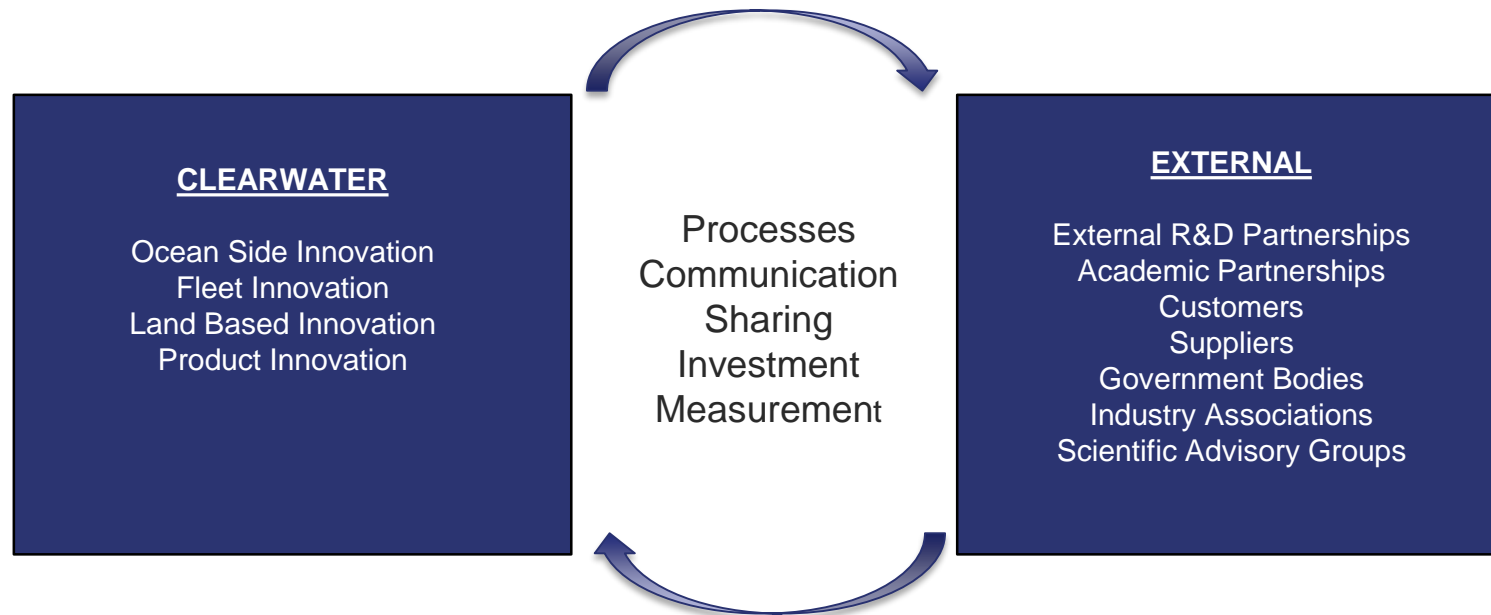 CLEARWATER
Ocean Side Innovation
Fleet Innovation
Land Based Innovation
Product Innovation
Processes
Communication
Sharing
Investment
Measurement
EXTERNAL
External R&D Partnerships
Academic Partnerships
Customers
Suppliers
Government Bodies
Industry Associations
Scientific Advisory Groups